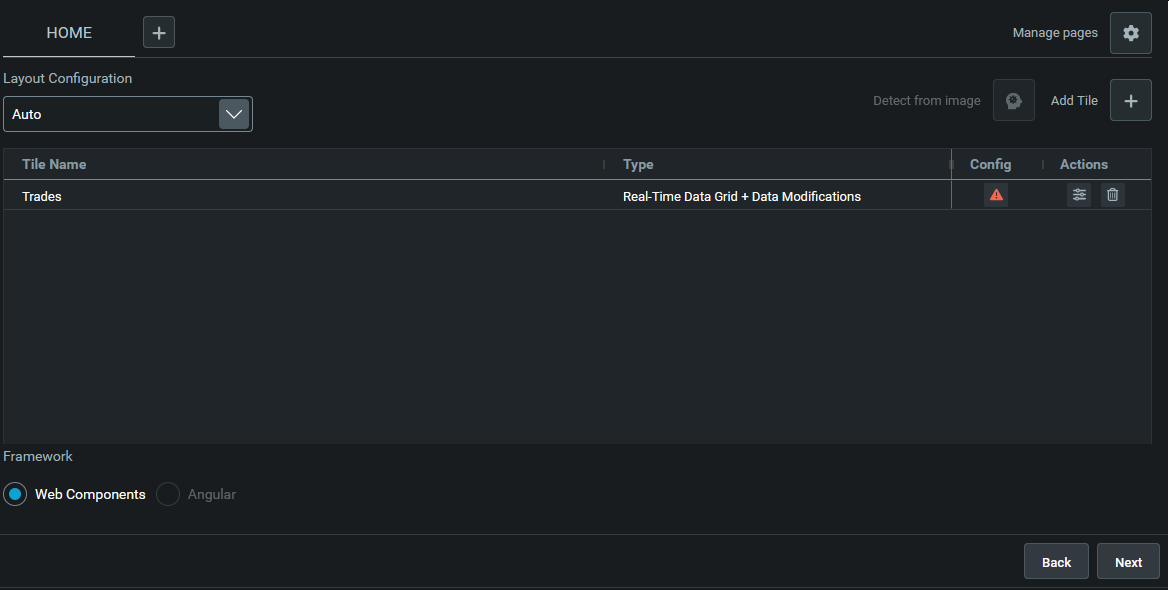 HOME
Manage pages
Layout Configuration
Auto
Detect from image
Add Tile
Tile Name Type Config Actions
Trades Real-Time Data Grid + Data Modifications
Framework
Web Components Angular
Back Next